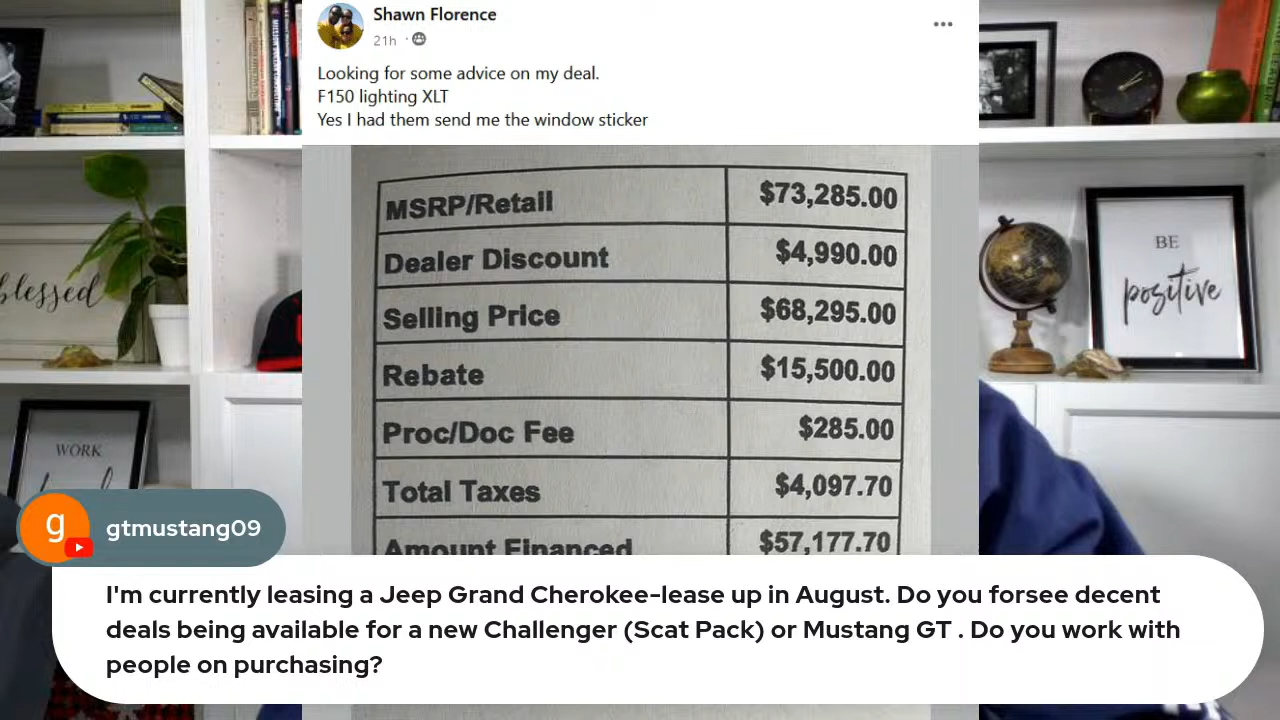 Shawn Florence
21h
Looking for some advice on my deal.
F150 lighting XLT
Yes I had them send me the window sticker
MSRP/Retail $73,285.00
Dealer Discount $4,990.00
Selling Price $68,295.00
Rebate $15,500.00
Proc/Doc Fee $285.00
Total Taxes $4,097.70
Amount Financed $57,177.70
blessed
WORK
BE
positive
g
gtmustang09
I'm currently leasing a Jeep Grand Cherokee-lease up in August. Do you forsee decent
deals being available for a new Challenger (Scat Pack) or Mustang GT . Do you work with
people on purchasing?